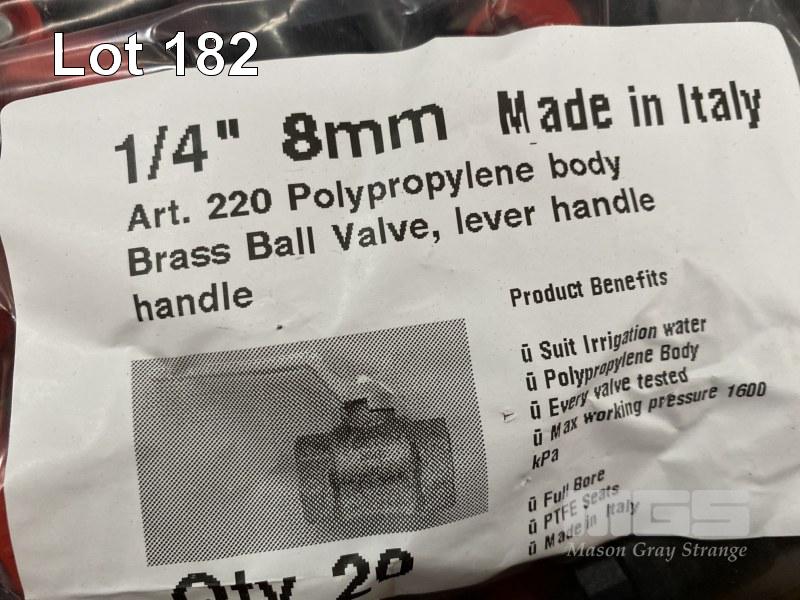 Lot 182
1/4" 8mm Made in Italy
Art. 220 Polypropylene body
Brass Ball Valve, lever handle
handle
Product Benefits
ü Suit Irrigation water
ü Polypropylene Body
ü Every valve tested
ü Max working pressure 1600
kPa
ü Full Bore
ü PTFE Seats
ü Made in Italy
MGS
Mason Gray Strange
Qty